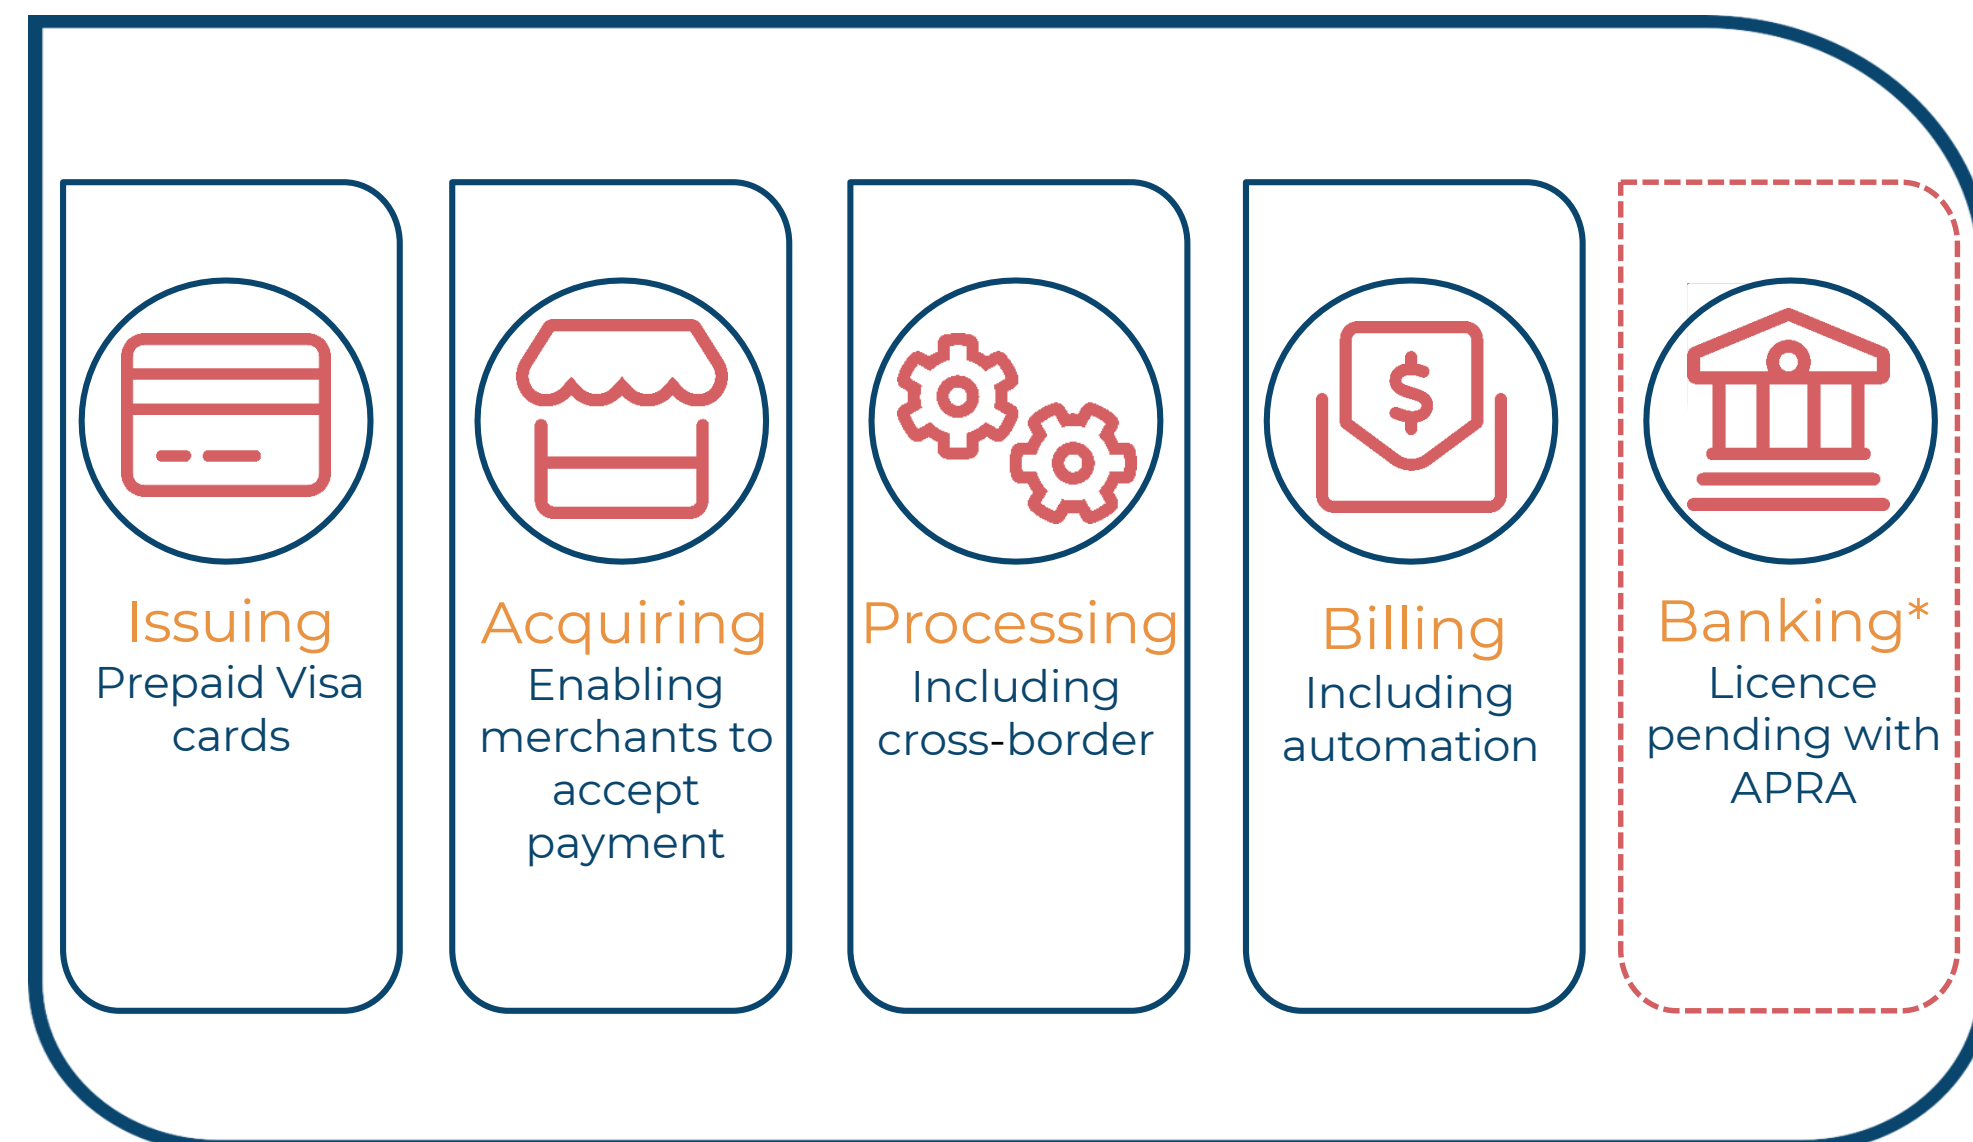 Issuing
Prepaid Visa
cards
Acquiring
Enabling
merchants to
accept
payment
Processing
Including
cross-border
$
Billing
Including
automation
Banking*
Licence
pending with
APRA